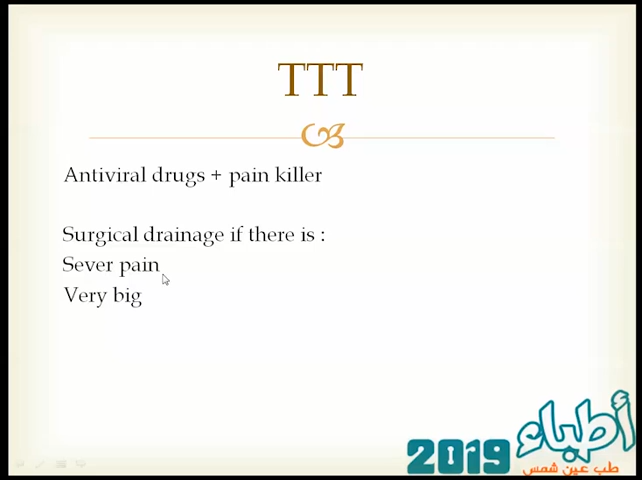 TTT
Antiviral drugs + pain killer
Surgical drainage if there is :
Sever pain
Very big
أطباء
2019
طب عين شمس